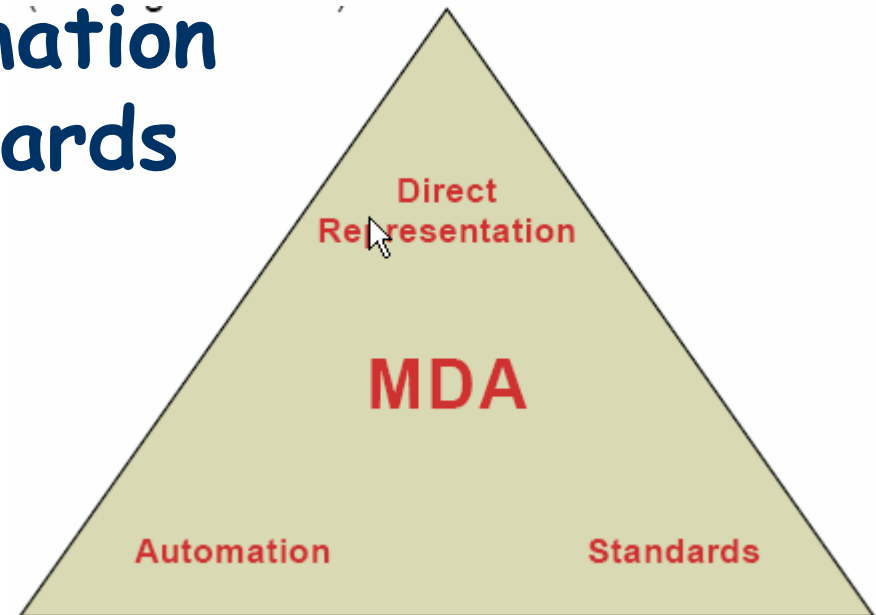 mation
ards
Direct
Representation
MDA
Automation
Standards